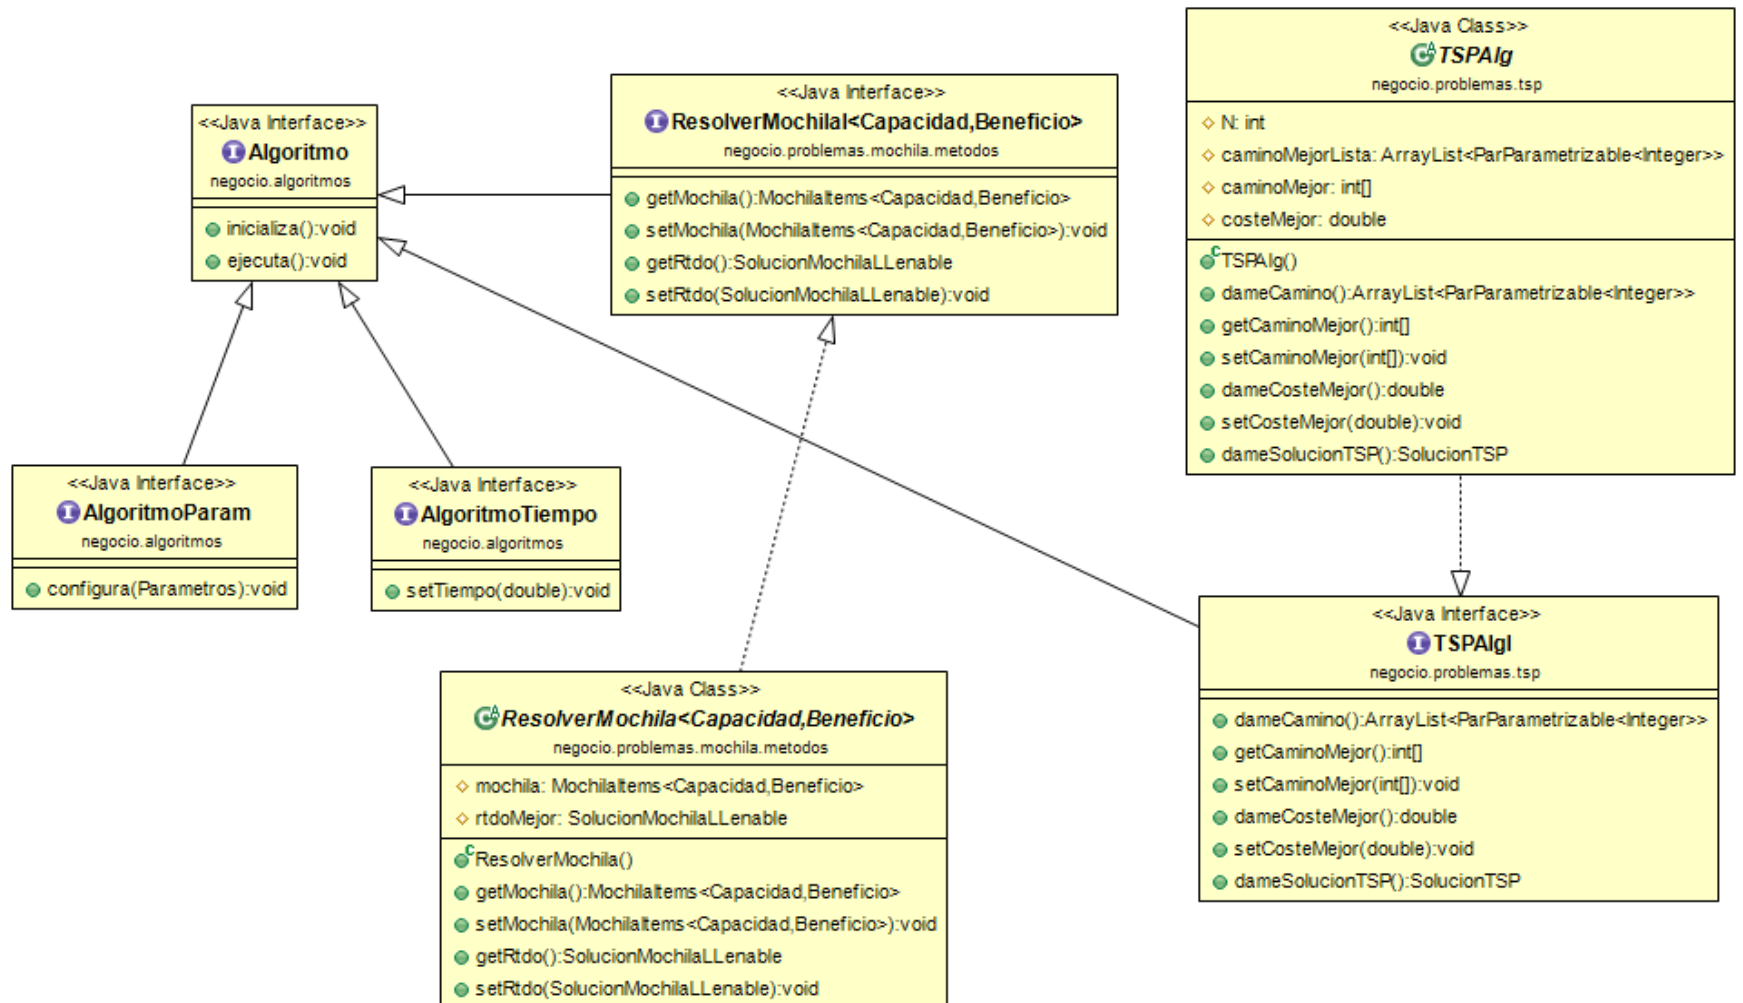 <<Java Interface>>
Algoritmo
negocio.algoritmos
inicializa():void
ejecuta():void
<<Java Interface>>
ResolverMochilaI<Capacidad,Beneficio>
negocio.problemas.mochila.metodos
getMochila():MochilaItems<Capacidad,Beneficio>
setMochila(MochilaItems<Capacidad,Beneficio>):void
getRtdo():SolucionMochilaLLenable
setRtdo(SolucionMochilaLLenable):void
<<Java Class>>
TSPAlg
negocio.problemas.tsp
N: int
caminoMejorLista: ArrayList<ParParametrizable<Integer>>
caminoMejor: int[]
costeMejor: double
TSPAlg()
dameCamino():ArrayList<ParParametrizable<Integer>>
getCaminoMejor():int[]
setCaminoMejor(int[]):void
dameCosteMejor():double
setCosteMejor(double):void
dameSolucionTSP():SolucionTSP
<<Java Interface>>
AlgoritmoParam
negocio.algoritmos
configura(Parametros):void
<<Java Interface>>
AlgoritmoTiempo
negocio.algoritmos
setTiempo(double):void
<<Java Class>>
ResolverMochila<Capacidad,Beneficio>
negocio.problemas.mochila.metodos
mochila: MochilaItems<Capacidad,Beneficio>
rtdoMejor: SolucionMochilaLLenable
ResolverMochila()
getMochila():MochilaItems<Capacidad,Beneficio>
setMochila(MochilaItems<Capacidad,Beneficio>):void
getRtdo():SolucionMochilaLLenable
setRtdo(SolucionMochilaLLenable):void
<<Java Interface>>
TSPAlgI
negocio.problemas.tsp
dameCamino():ArrayList<ParParametrizable<Integer>>
getCaminoMejor():int[]
setCaminoMejor(int[]):void
dameCosteMejor():double
setCosteMejor(double):void
dameSolucionTSP():SolucionTSP